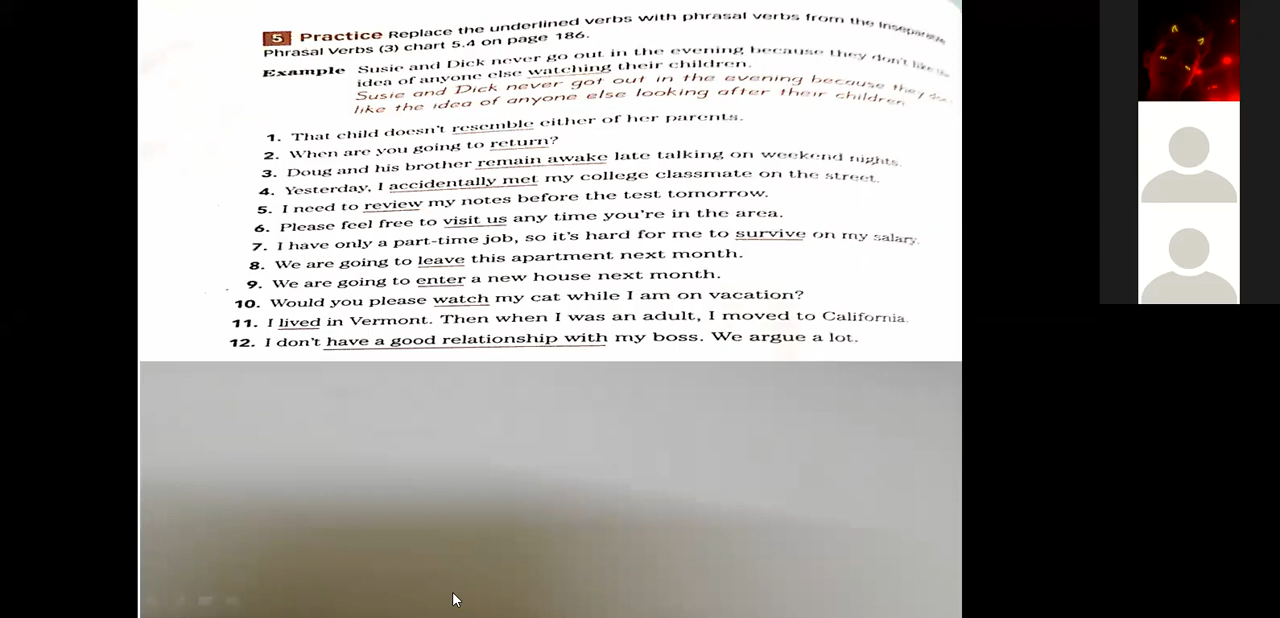 5 Practice Replace the underlined verbs with phrasal verbs from the Inseparable
Phrasal Verbs (3) chart 5.4 on page 186.
Example Susie and Dick never go out in the evening because they don't like the
idea of anyone else watching their children.
Susie and Dick never got out in the evening because they don't
like the idea of anyone else looking after their children
1. That child doesn't resemble either of her parents.
2. When are you going to return?
3. Doug and his brother remain awake late talking on weekend nights.
4. Yesterday, I accidentally met my college classmate on the street.
5. I need to review my notes before the test tomorrow.
6. Please feel free to visit us any time you're in the area.
7. I have only a part-time job, so it's hard for me to survive on my salary.
8. We are going to leave this apartment next month.
9. We are going to enter a new house next month.
10. Would you please watch my cat while I am on vacation?
11. I lived in Vermont. Then when I was an adult, I moved to California.
12. I don't have a good relationship with my boss. We argue a lot.